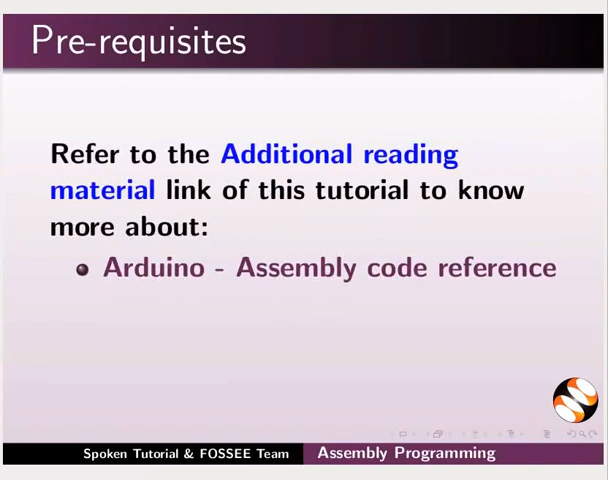 Pre-requisites
Refer to the Additional reading
material link of this tutorial to know
more about:
Arduino - Assembly code reference
Spoken Tutorial & FOSSEE Team
Assembly Programming